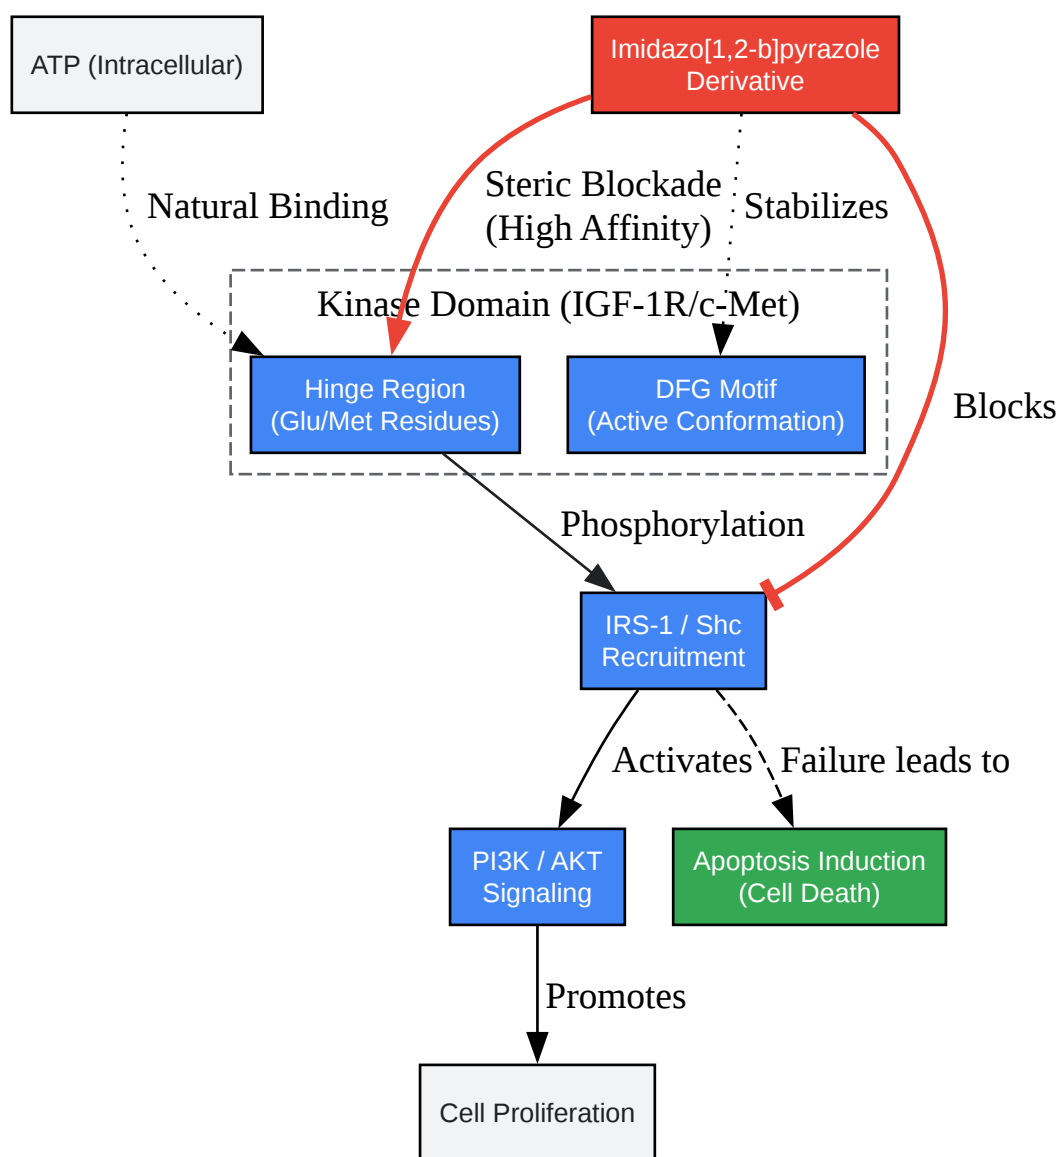 ATP (Intracellular)
Imidazo[1,2-b]pyrazole
Derivative
Natural Binding
Steric Blockade
(High Affinity)
Stabilizes
Kinase Domain (IGF-1R/c-Met)
Hinge Region
(Glu/Met Residues)
DFG Motif
(Active Conformation)
Blocks
Phosphorylation
IRS-1 / Shc
Recruitment
Activates
Failure leads to
PI3K / AKT
Signaling
Apoptosis Induction
(Cell Death)
Promotes
Cell Proliferation